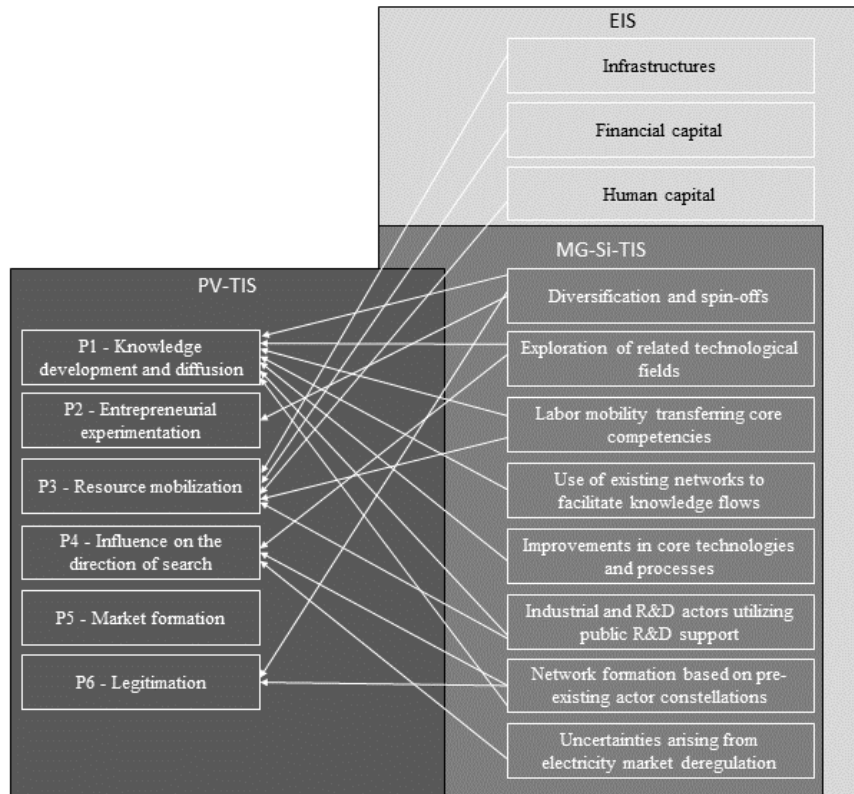 EIS
Infrastructures
Financial capital
Human capital
MG-Si-TIS
Diversification and spin-offs
Exploration of related technological
fields
Labor mobility transferring core
competencies
Use of existing networks to
facilitate knowledge flows
Improvements in core technologies
and processes
Industrial and R&D actors utilizing
public R&D support
Network formation based on pre-
existing actor constellations
Uncertainties arising from
electricity market deregulation
PV-TIS
P1 - Knowledge
development and diffusion
P2 - Entrepreneurial
experimentation
P3 - Resource mobilization
P4 - Influence on the
direction of search
P5 - Market formation
P6 - Legitimation